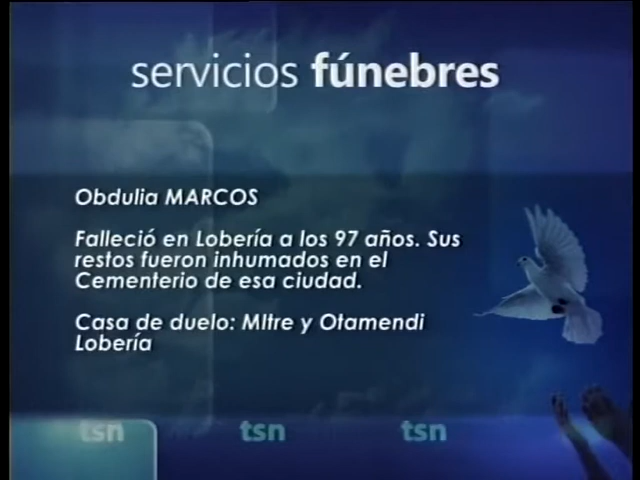 servicios fúnebres
Obdulia MARCOS
Falleció en Lobería a los 97 años. Sus
restos fueron inhumados en el
Cementerio de esa ciudad.
Casa de duelo: MItre y Otamendi
Lobería
tsn tsn tsn